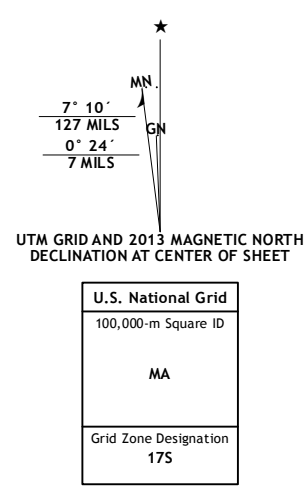 ★
MN
7° 10´
127 MILS
GN
0° 24´
7 MILS
UTM GRID AND 2013 MAGNETIC NORTH
DECLINATION AT CENTER OF SHEET
U.S. National Grid
100,000-m Square ID
MA
Grid Zone Designation
17S